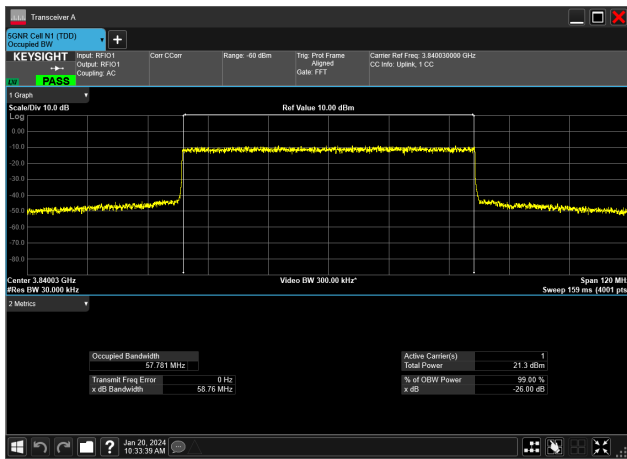 Transceiver A
5GNR Cell N1 (TDD)
Occupied BW
KEYSIGHT
Input: RFIO1
Output: RFIO1
Coupling: AC
Corr CCorr
Range: -60 dBm
Trig: Prot Frame
Aligned
Gate: FFT
Carrier Ref Freq: 3.840030000 GHz
CC Info: Uplink, 1 CC
PASS
1 Graph
Scale/Div 10.0 dB
Ref Value 10.00 dBm
Log
0.00
-10.0
-20.0
-30.0
-40.0
-50.0
-60.0
-70.0
-80.0
Center 3.84003 GHz
Video BW 300.00 kHz*
Span 120 MH
#Res BW 30.000 kHz
Sweep 159 ms (4001 pts
2 Metrics
Occupied Bandwidth
57.781 MHz
Transmit Freq Error 0 Hz
x dB Bandwidth 58.76 MHz
Active Carrier(s) 1
Total Power 21.3 dBm
% of OBW Power 99.00 %
x dB -26.00 dB
Jan 20, 2024
10:33:39 AM